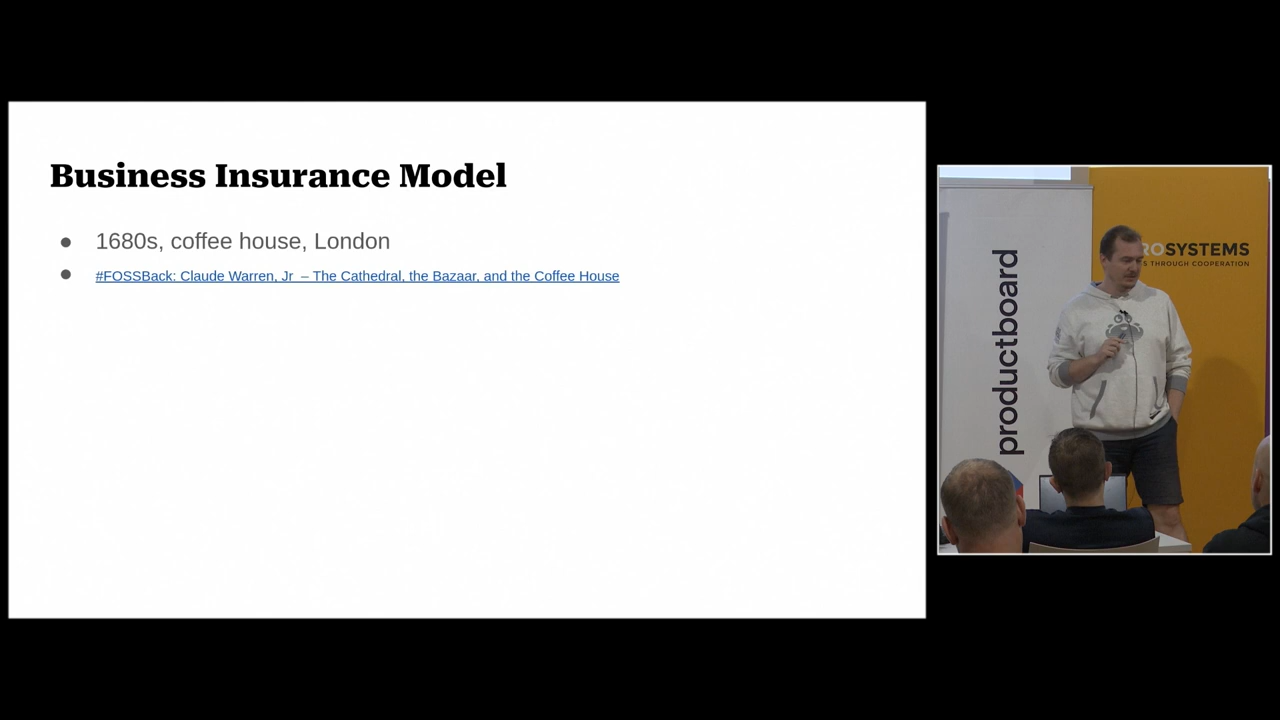 Business Insurance Model
1680s, coffee house, London
#FOSSBack: Claude Warren, Jr – The Cathedral, the Bazaar, and the Coffee House
productboard
ROSYSTEMS
S THROUGH COOPERATION